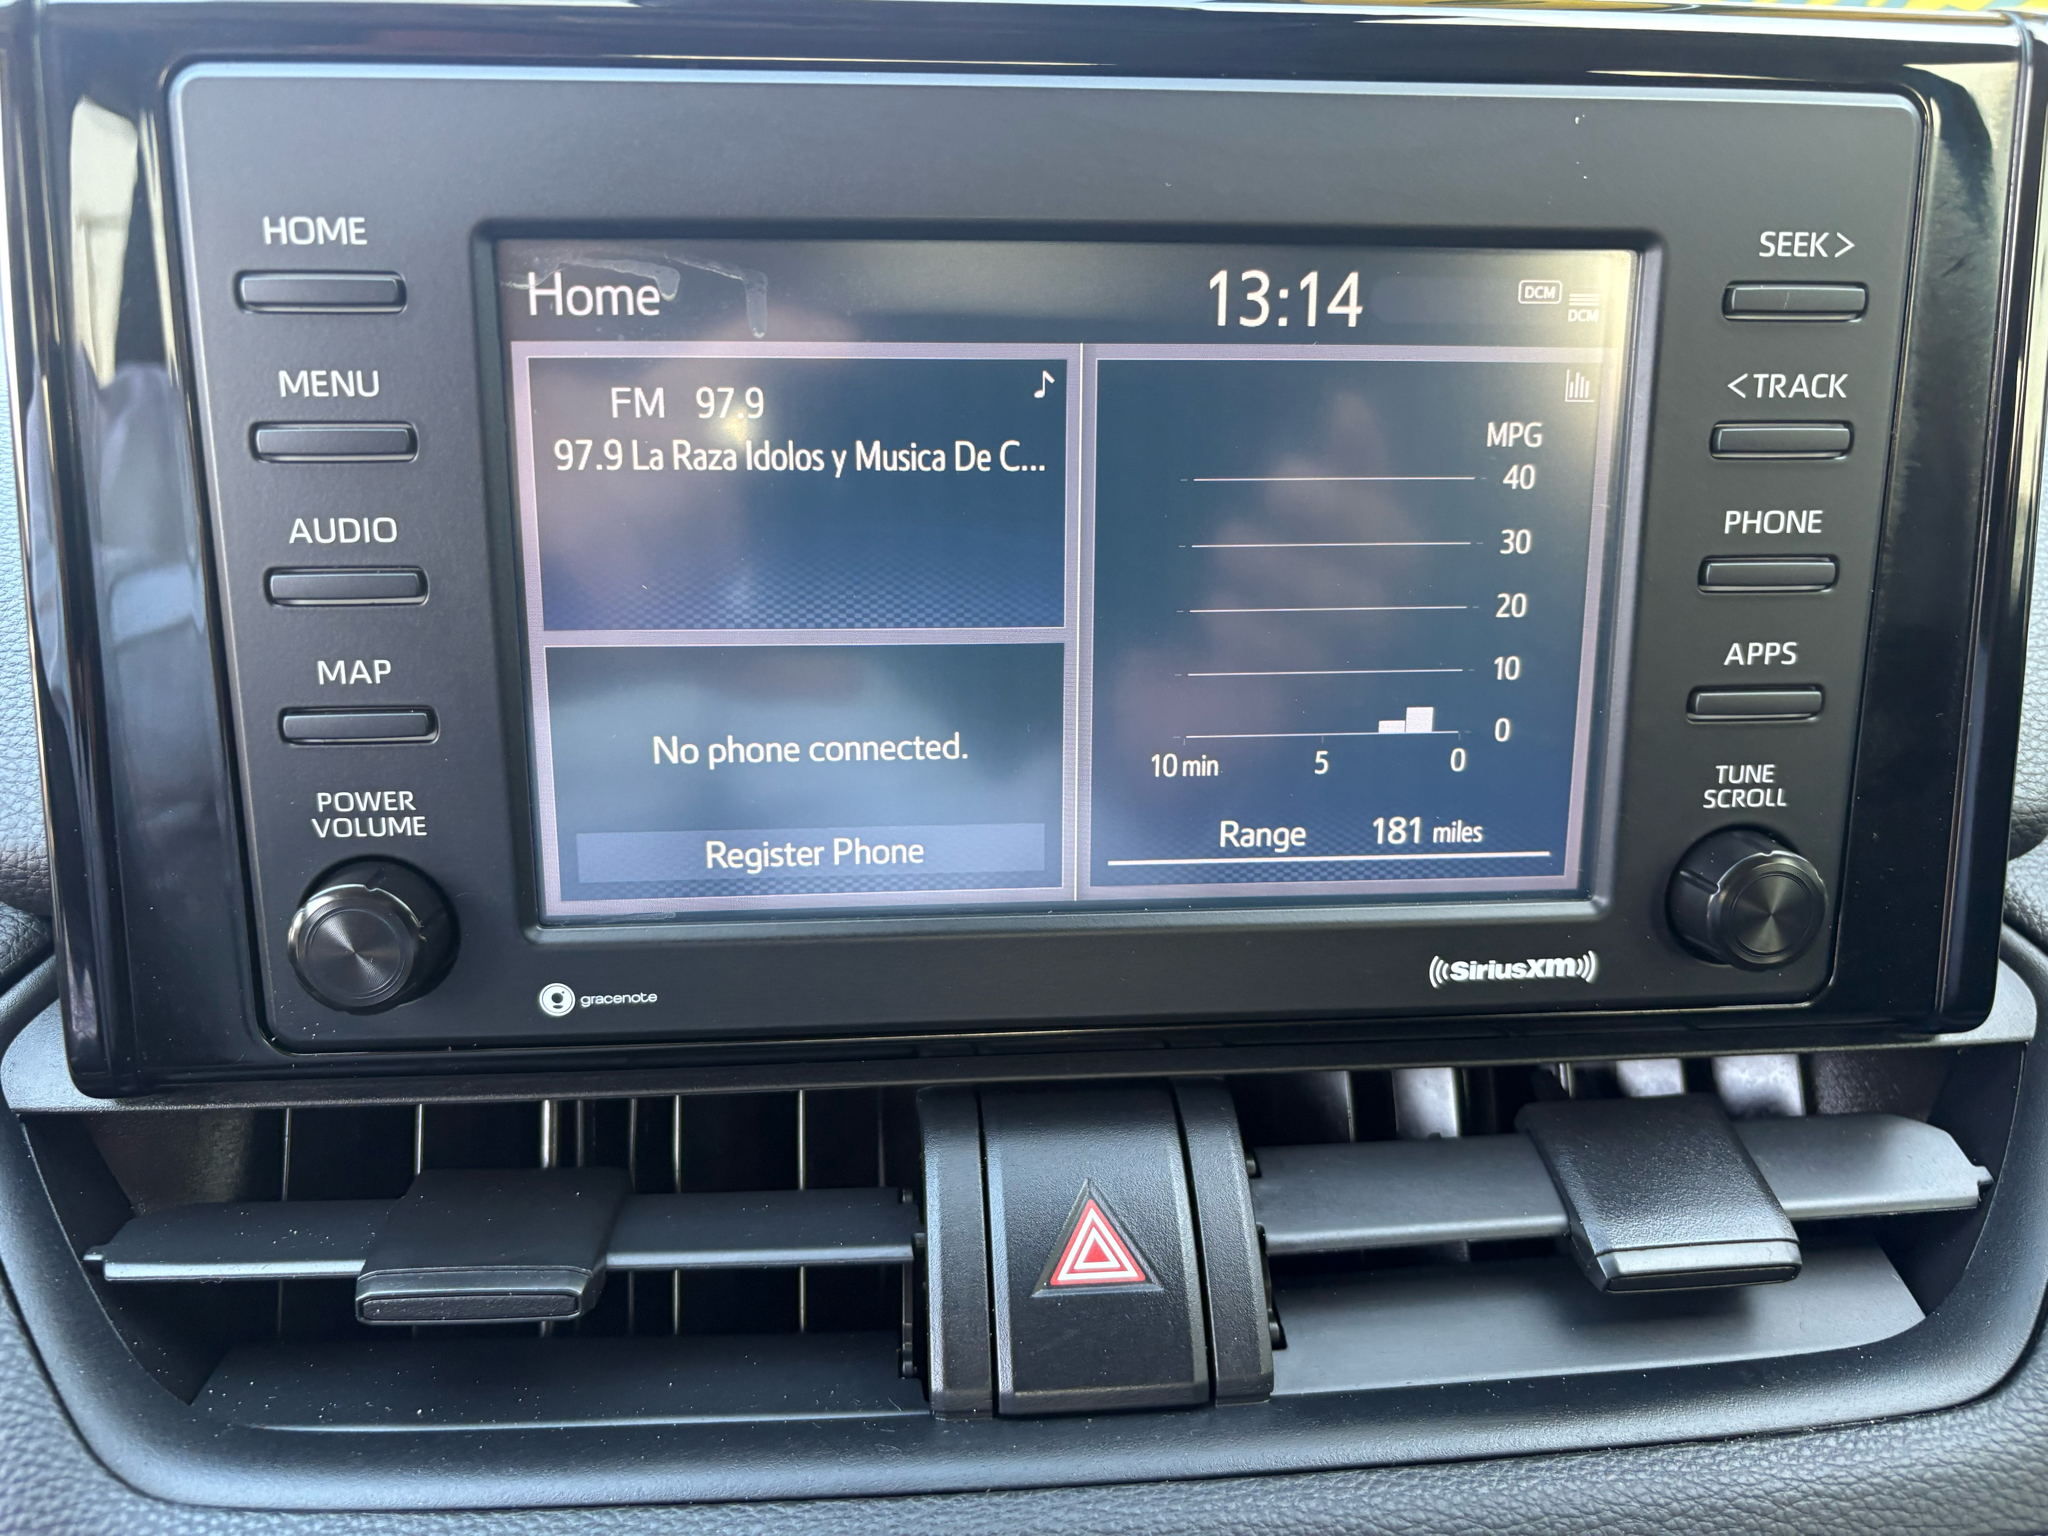 HOME
MENU
AUDIO
MAP
POWER
VOLUME
Home
13:14
DCM
DCM
FM 97.9
97.9 La Raza Idolos y Musica De C...
No phone connected.
Register Phone
MPG
40
30
20
10
0
10 min 5 0
Range 181 miles
SEEK >
< TRACK
PHONE
APPS
TUNE
SCROLL
gracenote
((SiriusXM))